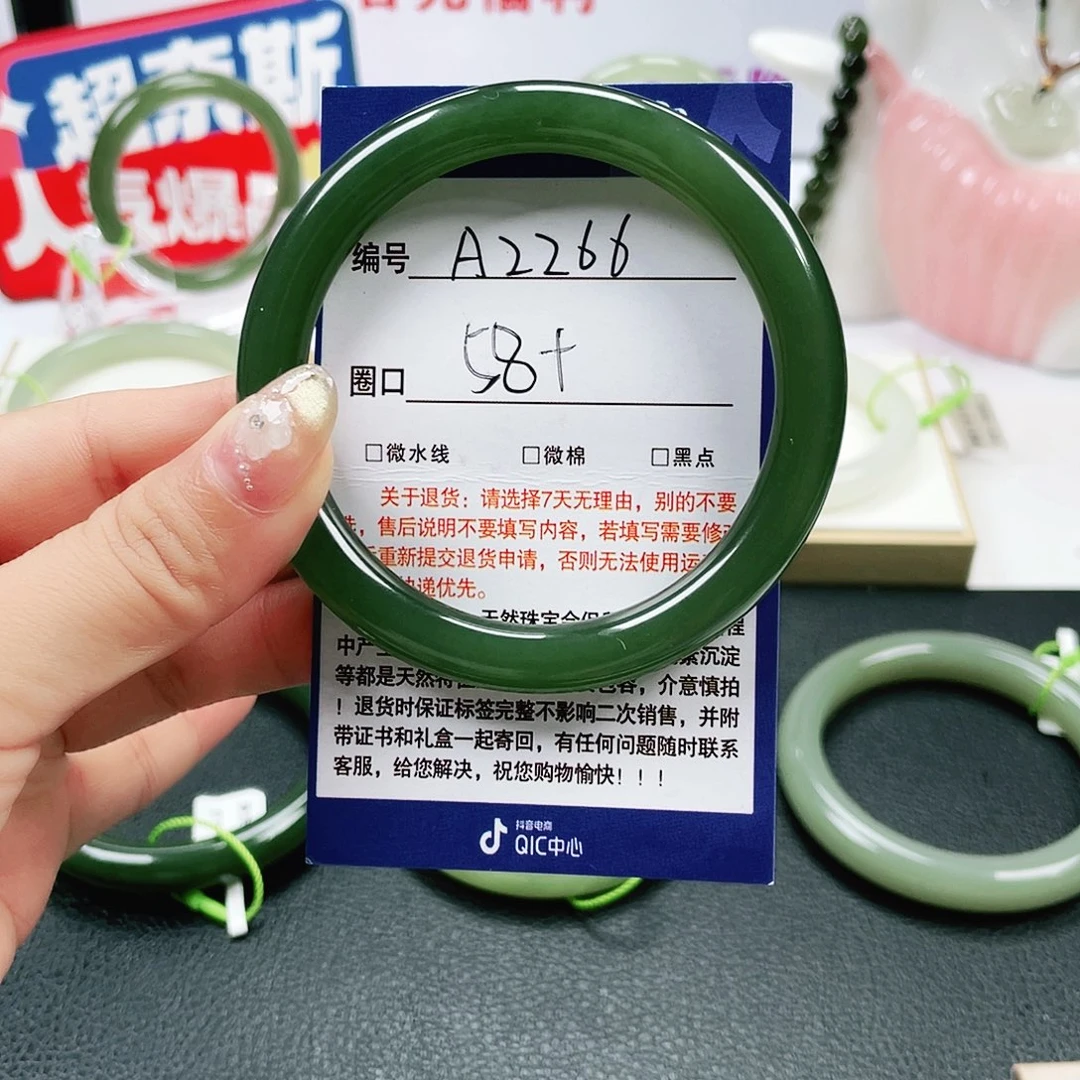 超奈斯
人
编号 A2266
圈口 58+
□微水线 □微棉 □黑点
关于退货：请选择7天无理由，别的不要
，售后说明不要填写内容，若填写需要修
重新提交退货申请，否则无法使用运
递优先。
天然珠宝
中产 沉淀
等都是天然 ，介意慎拍
！退货时保证标签完整不影响二次销售，并附
带证书和礼盒一起寄回，有任何问题随时联系
客服，给您解决，祝您购物愉快！！！
抖音电商
QIC中心